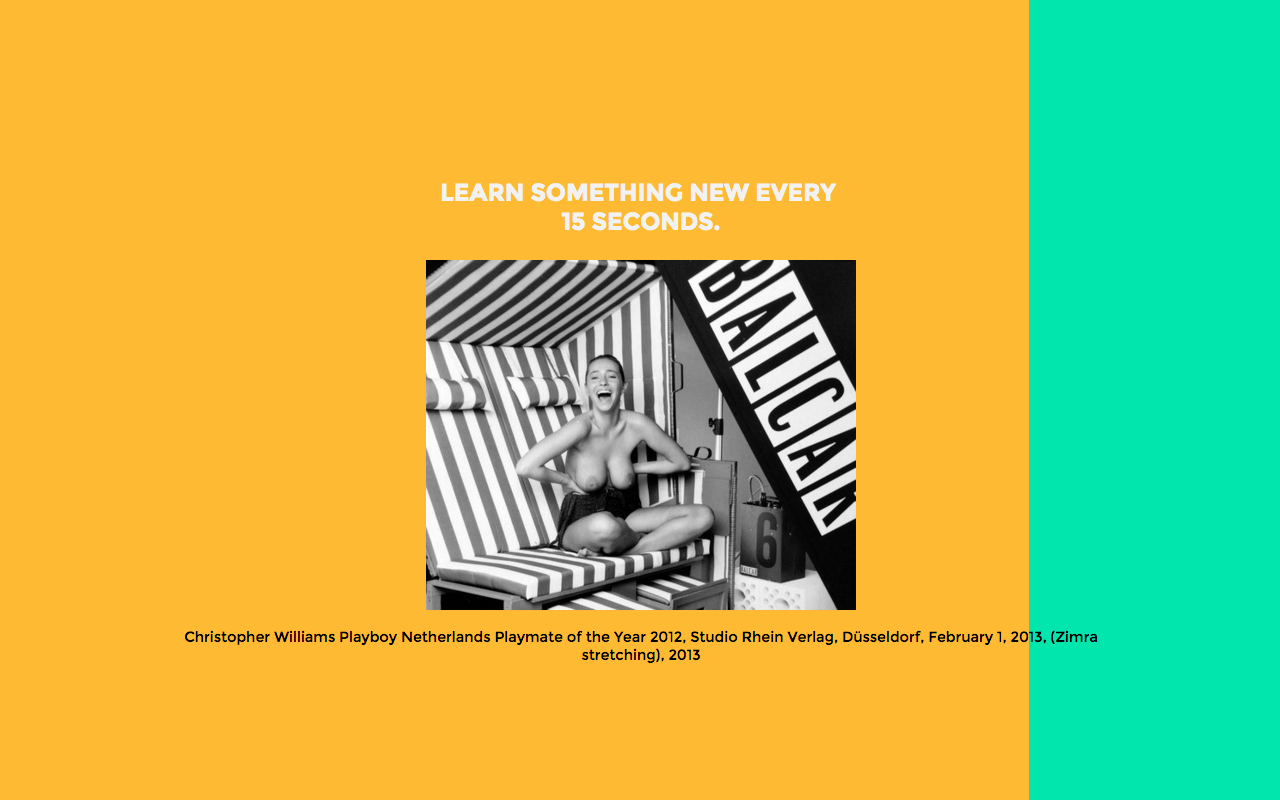 LEARN SOMETHING NEW EVERY
15 SECONDS.
BALCAR
6
BALCAR
Christopher Williams Playboy Netherlands Playmate of the Year 2012, Studio Rhein Verlag, Düsseldorf, February 1, 2013, (Zimra
stretching), 2013